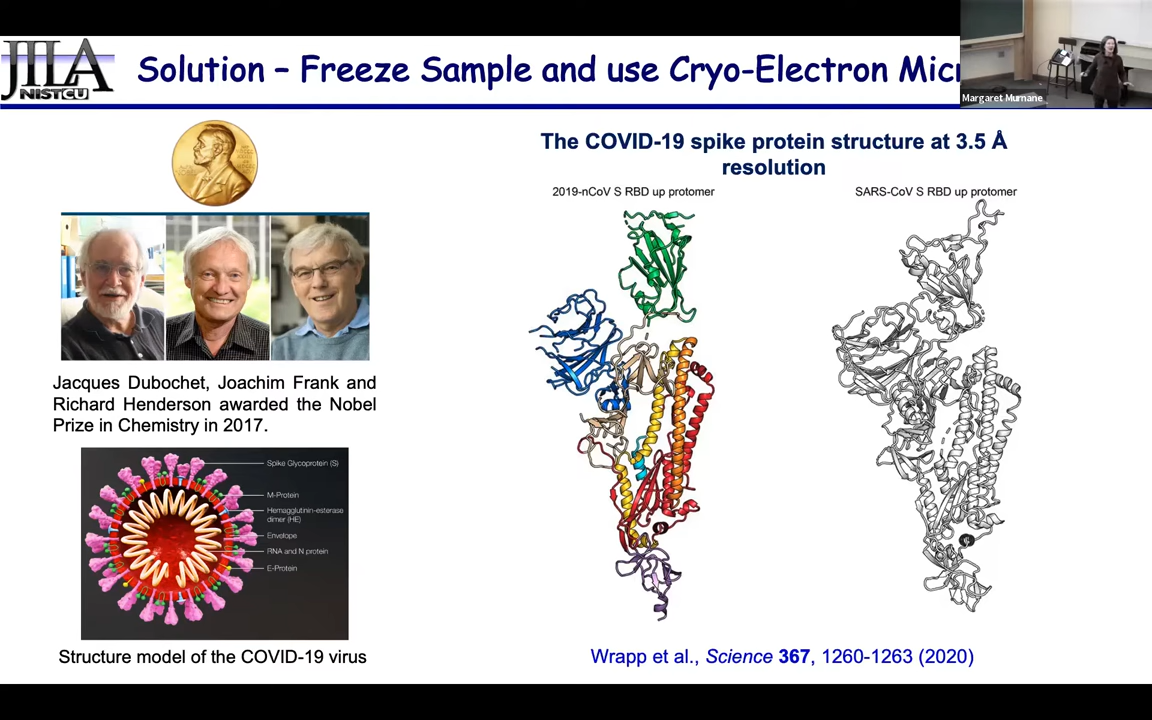 JILA
NIST CU
Solution – Freeze Sample and use Cryo-Electron Micr
Margaret Murnane
The COVID-19 spike protein structure at 3.5 Å
resolution
2019-nCoV S RBD up protomer
SARS-CoV S RBD up protomer
Jacques Dubochet, Joachim Frank and
Richard Henderson awarded the Nobel
Prize in Chemistry in 2017.
Spike Glycoprotein (S)
M-Protein
Hemagglutinin-esterase
dimer (HE)
Envelope
RNA and N protein
E-Protein
Structure model of the COVID-19 virus
Wrapp et al., Science 367, 1260-1263 (2020)